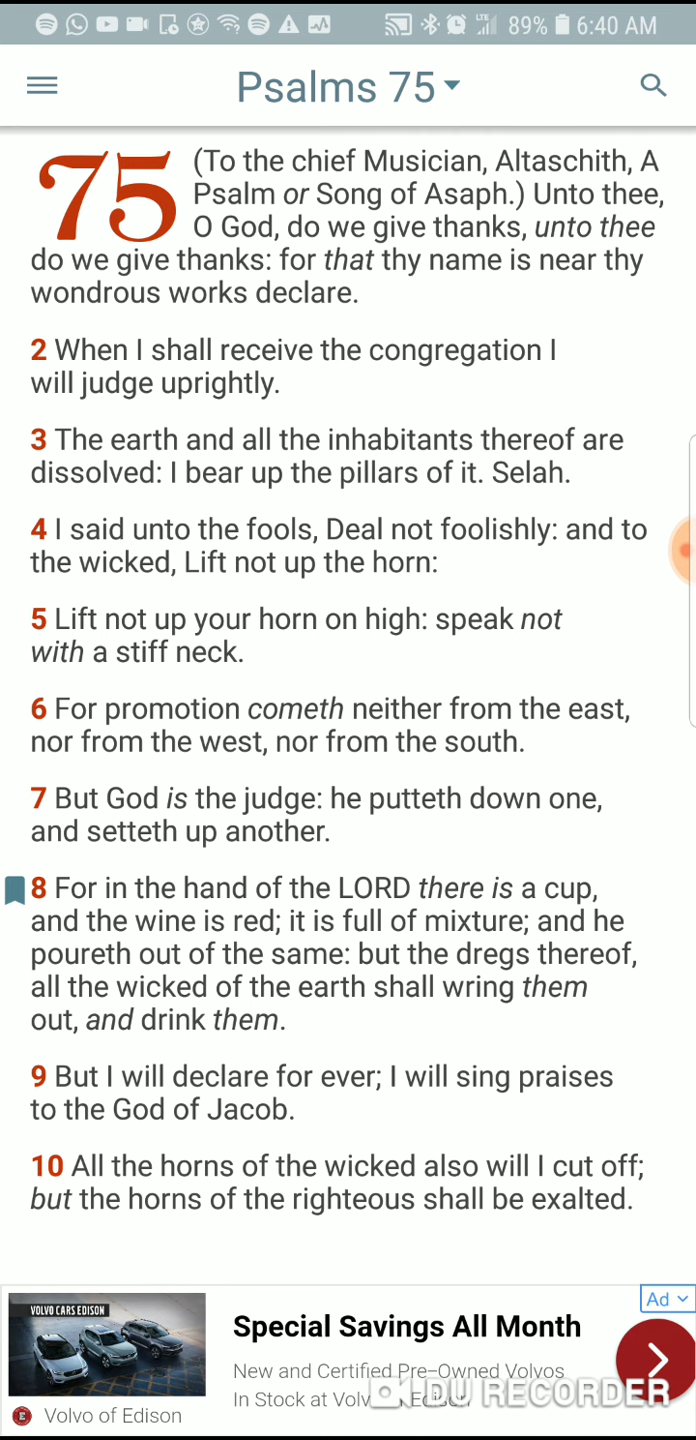 LTE
89% 6:40 AM
Psalms 75
75 (To the chief Musician, Altaschith, A
Psalm or Song of Asaph.) Unto thee,
O God, do we give thanks, unto thee
do we give thanks: for that thy name is near thy
wondrous works declare.
2 When I shall receive the congregation I
will judge uprightly.
3 The earth and all the inhabitants thereof are
dissolved: I bear up the pillars of it. Selah.
4 I said unto the fools, Deal not foolishly: and to
the wicked, Lift not up the horn:
5 Lift not up your horn on high: speak not
with a stiff neck.
6 For promotion cometh neither from the east,
nor from the west, nor from the south.
7 But God is the judge: he putteth down one,
and setteth up another.
8 For in the hand of the LORD there is a cup,
and the wine is red; it is full of mixture; and he
poureth out of the same: but the dregs thereof,
all the wicked of the earth shall wring them
out, and drink them.
9 But I will declare for ever; I will sing praises
to the God of Jacob.
10 All the horns of the wicked also will I cut off;
but the horns of the righteous shall be exalted.
Ad
VOLVO CARS EDISON
Special Savings All Month
New and Certified Pre-Owned Volvos
In Stock at
E Volvo of Edison
DU RECORDER